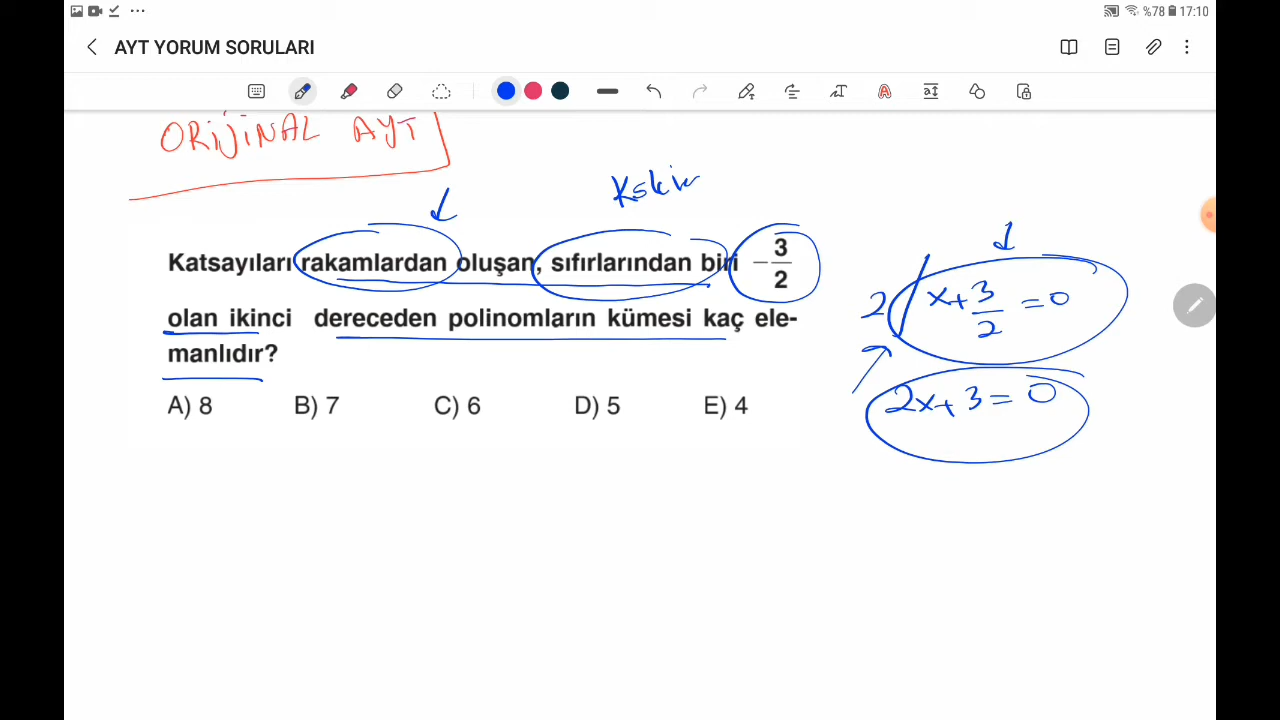 %78 17:10
AYT YORUM SORULARI
ORİJİNAL AYT
Katsayıları rakamlardan oluşan, sıfırlarından biri -3/2
olan ikinci dereceden polinomların kümesi kaç ele-
manlıdır?
A) 8 B) 7 C) 6 D) 5 E) 4
2 x+3/2 =0
2x+3=0